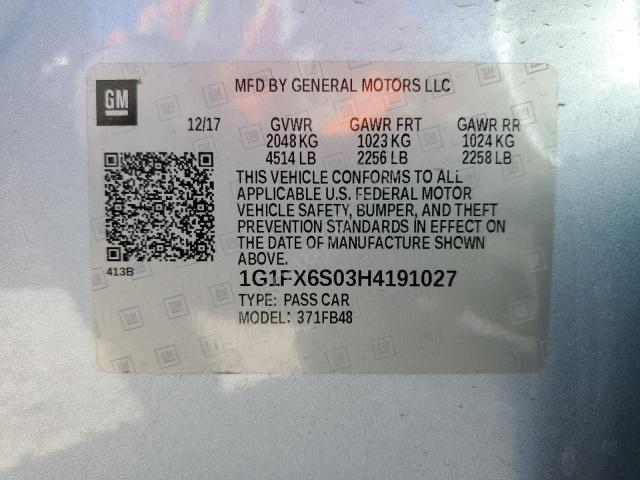 GM
MFD BY GENERAL MOTORS LLC
12/17 GVWR GAWR FRT GAWR RR
2048 KG 1023 KG 1024 KG
4514 LB 2256 LB 2258 LB
THIS VEHICLE CONFORMS TO ALL
APPLICABLE U.S. FEDERAL MOTOR
VEHICLE SAFETY, BUMPER, AND THEFT
PREVENTION STANDARDS IN EFFECT ON
THE DATE OF MANUFACTURE SHOWN
ABOVE.
413B
1G1FX6S03H4191027
TYPE: PASS CAR
MODEL: 371FB48